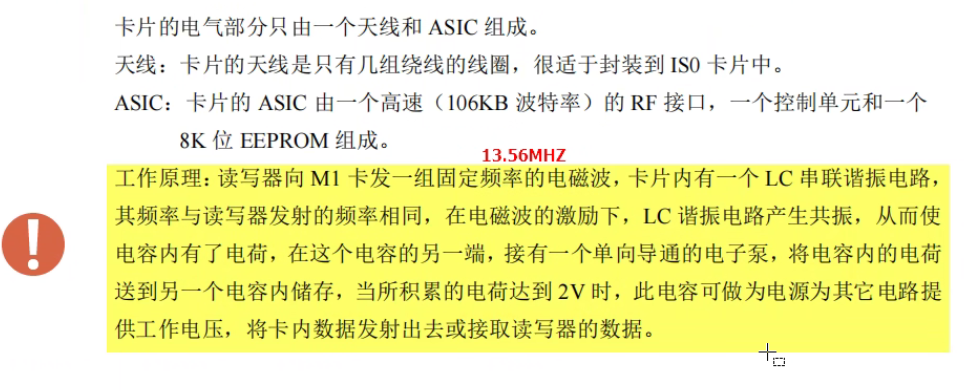 卡片的电气部分只由一个天线和 ASIC 组成。
天线：卡片的天线是只有几组绕线的线圈，很适于封装到 IS0 卡片中。
ASIC：卡片的 ASIC 由一个高速（106KB 波特率）的 RF 接口，一个控制单元和一个
8K 位 EEPROM 组成。
13.56MHZ
工作原理：读写器向 M1 卡发一组固定频率的电磁波，卡片内有一个 LC 串联谐振电路，
其频率与读写器发射的频率相同，在电磁波的激励下，LC 谐振电路产生共振，从而使
电容内有了电荷，在这个电容的另一端，接有一个单向导通的电子泵，将电容内的电荷
送到另一个电容内储存，当所积累的电荷达到 2V 时，此电容可做为电源为其它电路提
供工作电压，将卡内数据发射出去或接取读写器的数据。